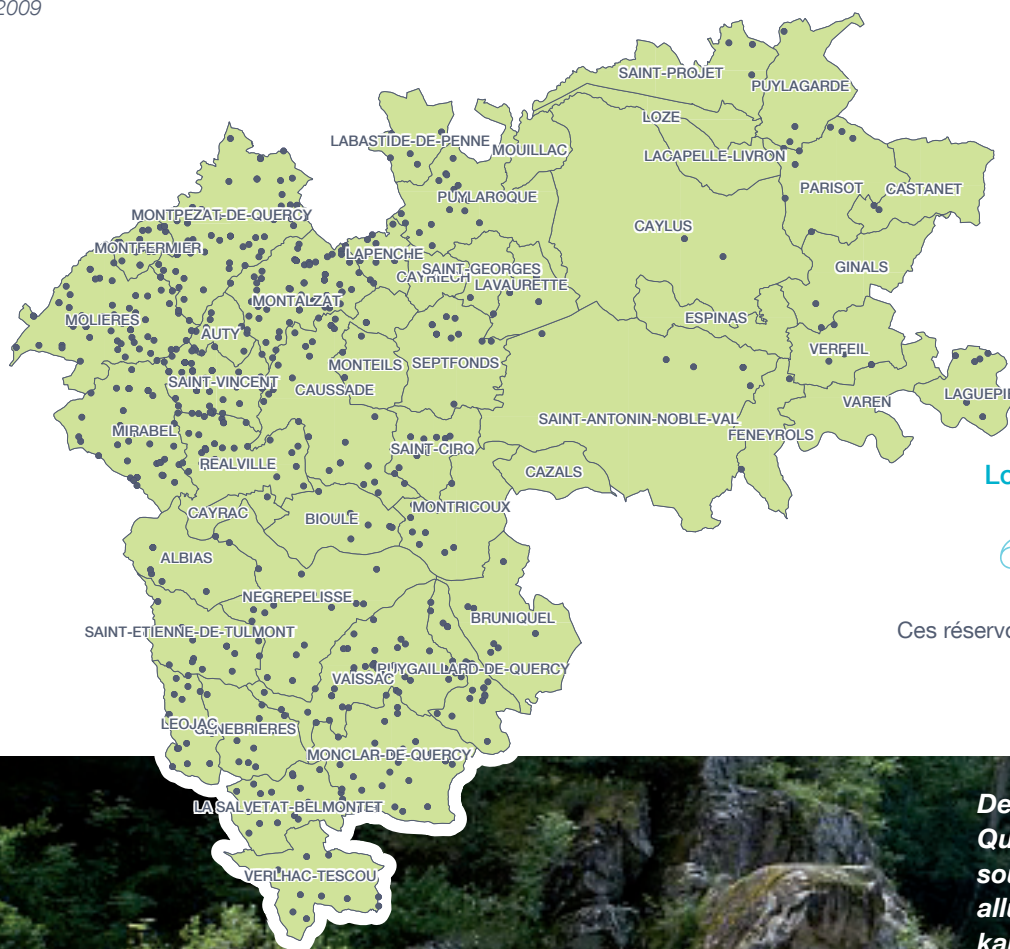 2009
SAINT-PROJET
PUYLAGARDE
LOZE
LABASTIDE-DE-PENNE
MOUILLAC
LACAPELLE-LIVRON
PARISOT
CASTANET
PUYLAROQUE
MONTPEZAT-DE-QUERCY
CAYLUS
MONTFERMIER
LAPENCHE
GINALS
SAINT-GEORGES
CAYRIECH
LAVAURETTE
MONTALZAT
MOLIERES
ESPINAS
AUTY
VERFEIL
MONTEILS
SEPTFONDS
SAINT-VINCENT
CAUSSADE
LAGUEPI
VAREN
SAINT-ANTONIN-NOBLE-VAL
MIRABEL
FENEYROLS
SAINT-CIRQ
RÉALVILLE
CAZALS
Lo
MONTRICOUX
CAYRAC
BIOULE
ALBIAS
NEGREPELISSE
BRUNIQUEL
SAINT-ETIENNE-DE-TULMONT
Ces réservo
PUYGAILLARD-DE-QUERCY
VAISSAC
LEOJAC
GENEBRIERES
MONCLAR-DE-QUERCY
LA SALVETAT-BELMONTET
De
Qu
sou
allu
ka
VERLHAC-TESCOU